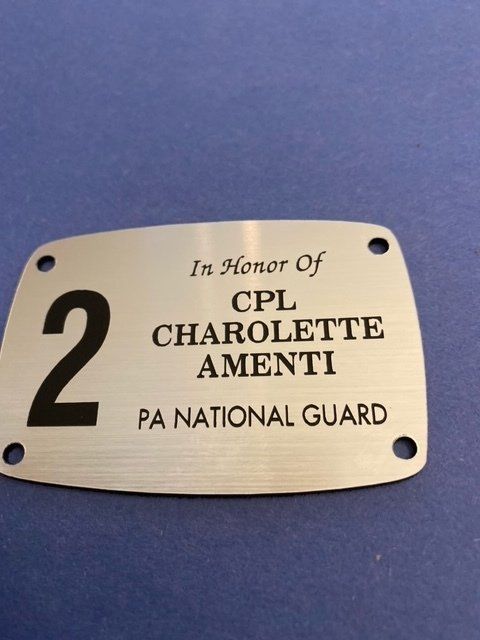 In Honor Of
2
CPL
CHAROLETTE
AMENTI
PA NATIONAL GUARD